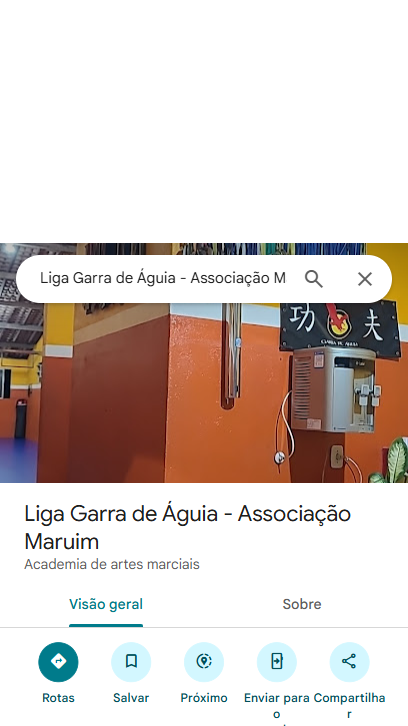 Liga Garra de Águia - Associação M
功 夫
GARRA DE ÁGUIA
Liga Garra de Águia - Associação
Maruim
Academia de artes marciais
Visão geral
Sobre
Rotas
Salvar
Próximo
Enviar para
o
Compartilha
r